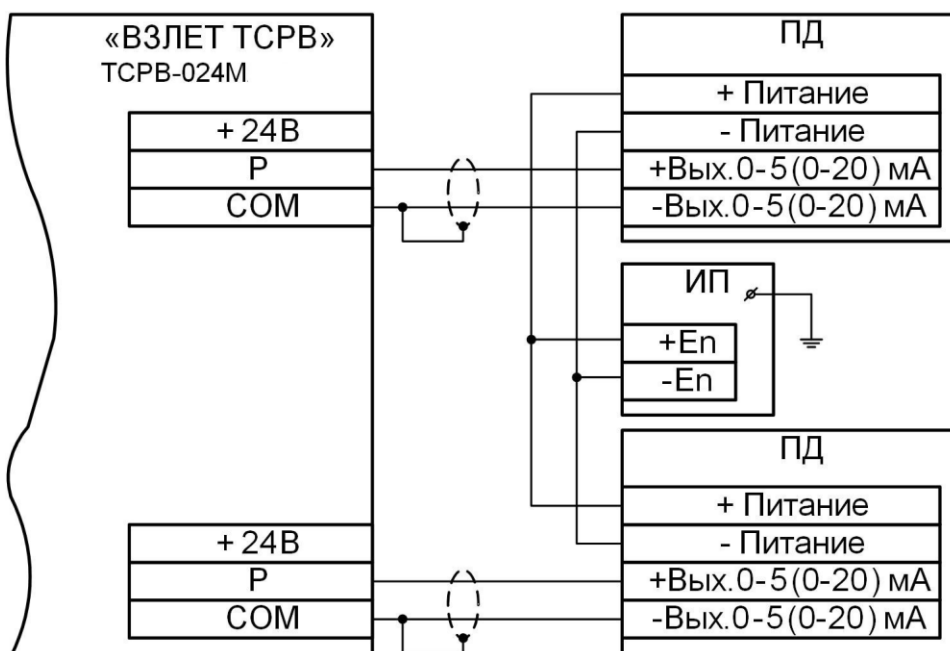 «ВЗЛЕТ ТСРВ»
ТСРВ-024М
+24В
Р
СОМ
ПД
+ Питание
- Питание
+Вых.0-5(0-20) мА
-Вых.0-5(0-20) мА
ИП
+En
-En
ПД
+ Питание
- Питание
+Вых.0-5(0-20) мА
-Вых.0-5(0-20) мА
+24В
Р
СОМ